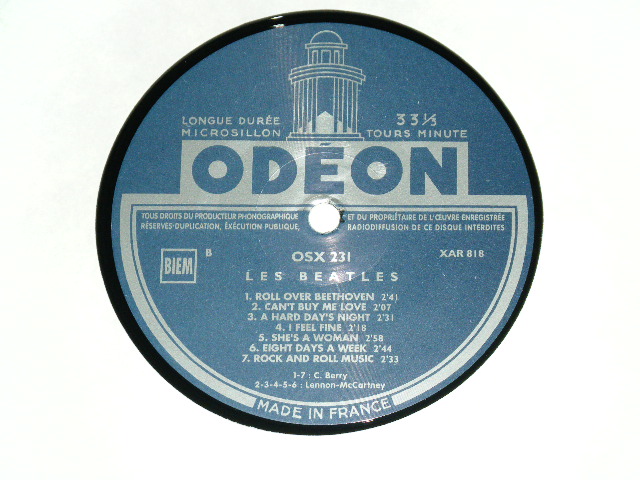 LONGUE DURÉE 33 1/3
MICROSILLON TOURS MINUTE
ODÉON
TOUS DROITS DU PRODUCTEUR PHONOGRAPHIQUE ET DU PROPRIÉTAIRE DE L'ŒUVRE ENREGISTRÉE
RÉSERVÉS-DUPLICATION, EXÉCUTION PUBLIQUE, RADIODIFFUSION DE CE DISQUE INTERDITES
BIEM B OSX 231 XAR 818
LES BEATLES
1. ROLL OVER BEETHOVEN 2'41
2. CAN'T BUY ME LOVE 2'07
3. A HARD DAY'S NIGHT 2'31
4. I FEEL FINE 2'18
5. SHE'S A WOMAN 2'58
6. EIGHT DAYS A WEEK 2'44
7. ROCK AND ROLL MUSIC 2'33
1-7 : C. Berry
2-3-4-5-6 : Lennon-McCartney
MADE IN FRANCE